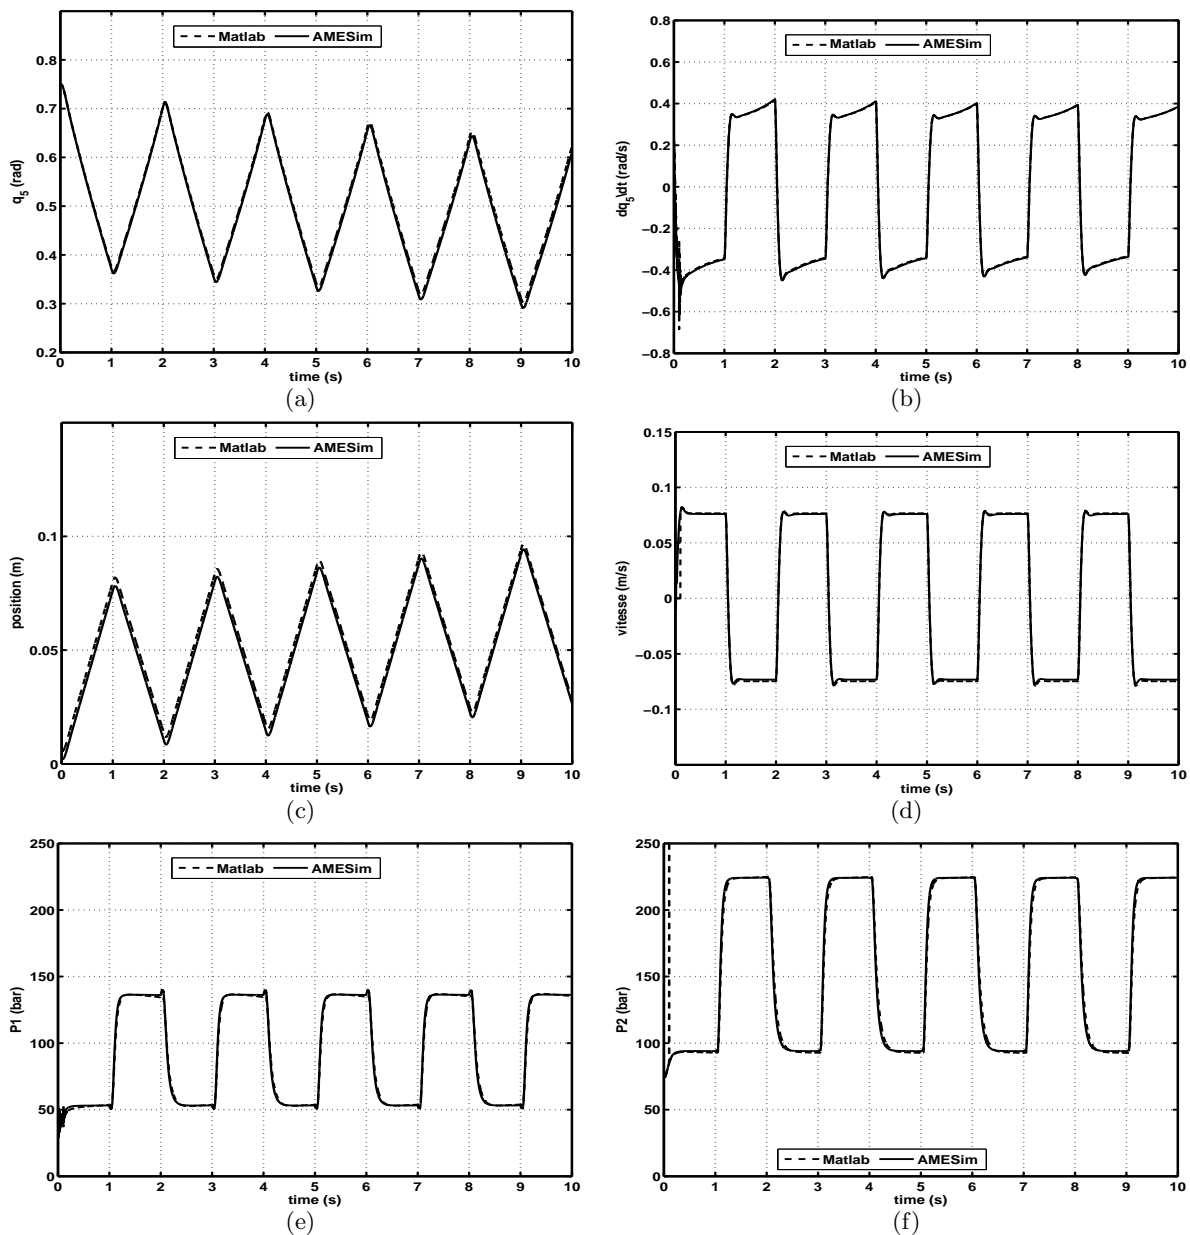 Matlab AMESim
0.8
0.7
0.6
0.5
0.4
0.3
0.2
q5 (rad)
0 1 2 3 4 5 6 7 8 9 10
time (s)
(a)
Matlab AMESim
0.8
0.6
0.4
0.2
0
−0.2
−0.4
−0.6
−0.8
dq5\dt (rad/s)
0 1 2 3 4 5 6 7 8 9 10
time (s)
(b)
Matlab AMESim
0.1
0.05
0
position (m)
0 1 2 3 4 5 6 7 8 9 10
time (s)
(c)
Matlab AMESim
0.15
0.1
0.05
0
−0.05
−0.1
vitesse (m/s)
0 1 2 3 4 5 6 7 8 9 10
time (s)
(d)
Matlab AMESim
250
200
150
100
50
0
P1 (bar)
0 1 2 3 4 5 6 7 8 9 10
time (s)
(e)
250
200
150
100
50
0
P2 (bar)
Matlab AMESim
0 1 2 3 4 5 6 7 8 9 10
time (s)
(f)